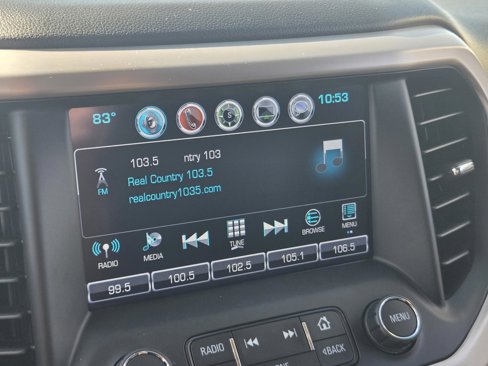 83° S 10:53
103.5 ntry 103
FM Real Country 103.5
realcountry1035.com
RADIO MEDIA TUNE BROWSE MENU
99.5 100.5 102.5 105.1 106.5
RADIO MENU
BACK